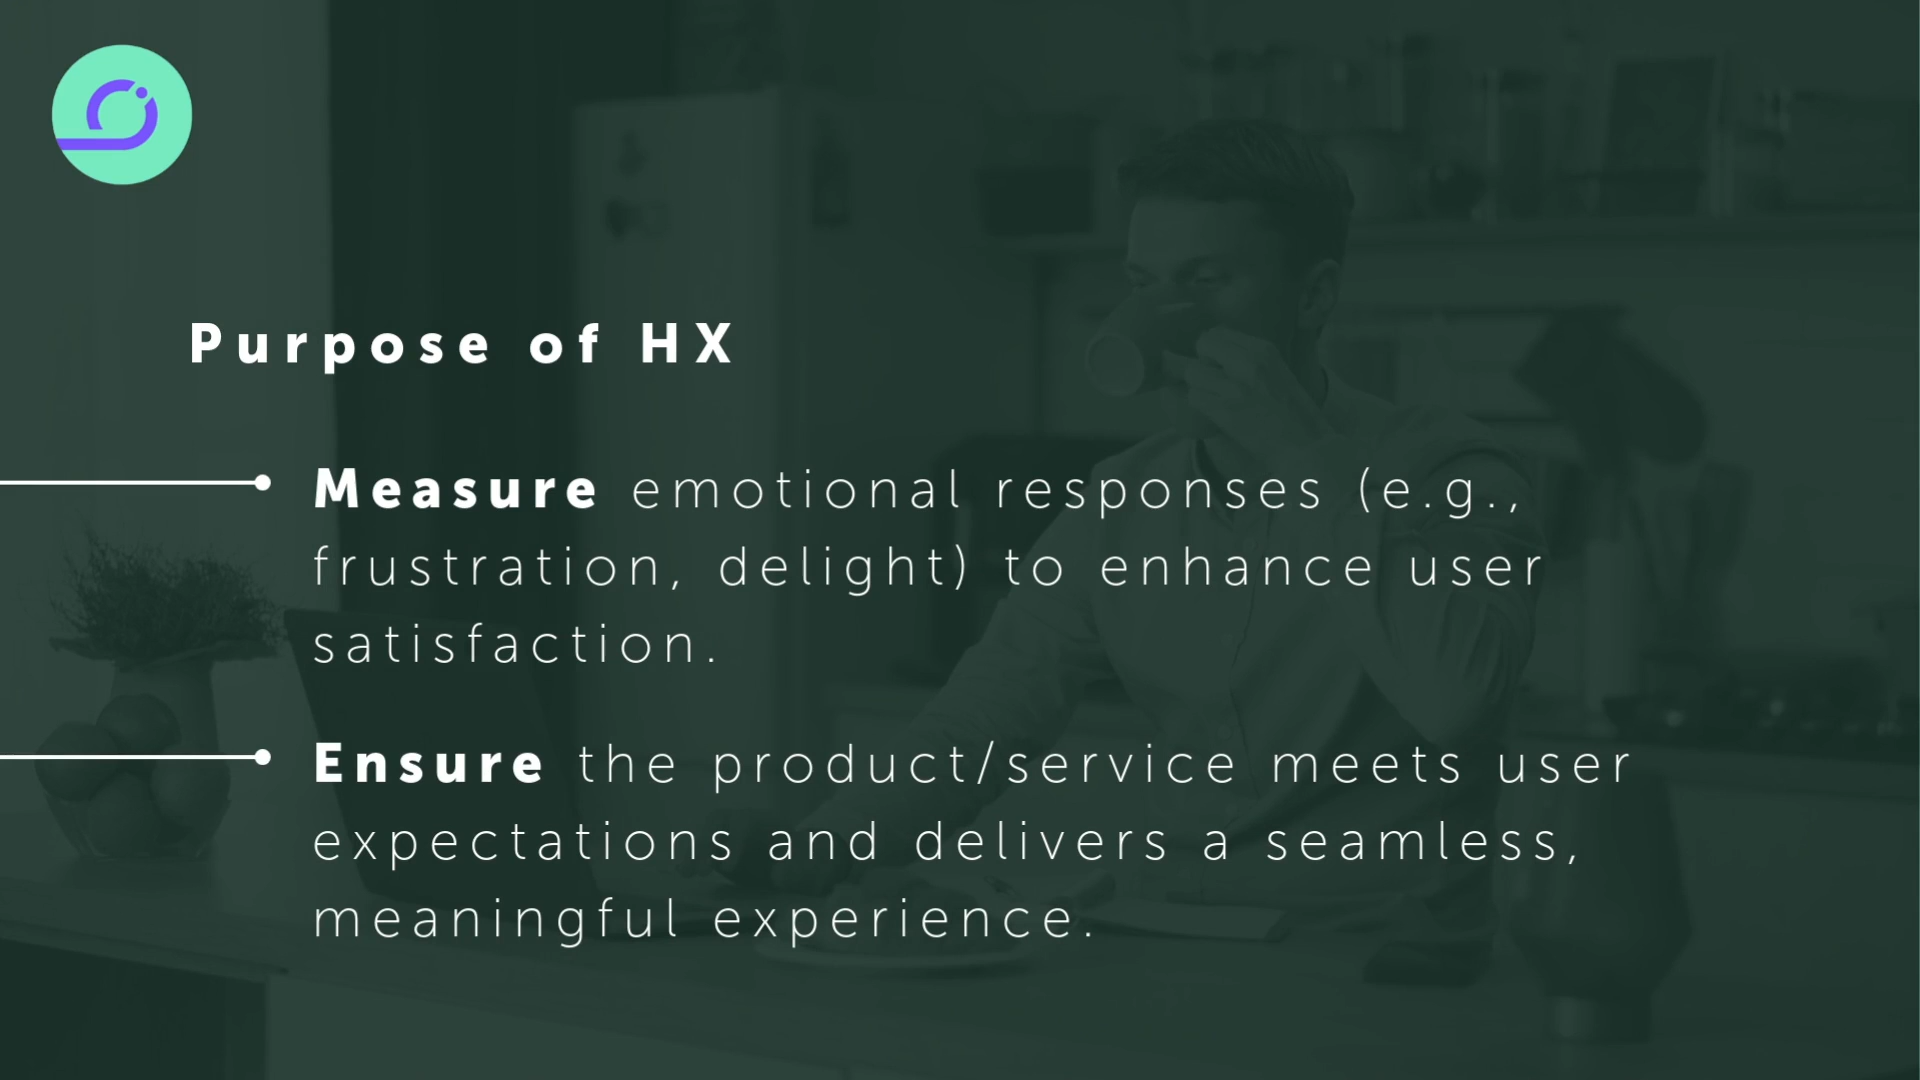 Purpose of HX
Measure emotional responses (e.g.,
frustration, delight) to enhance user
satisfaction.
Ensure the product/service meets user
expectations and delivers a seamless,
meaningful experience.